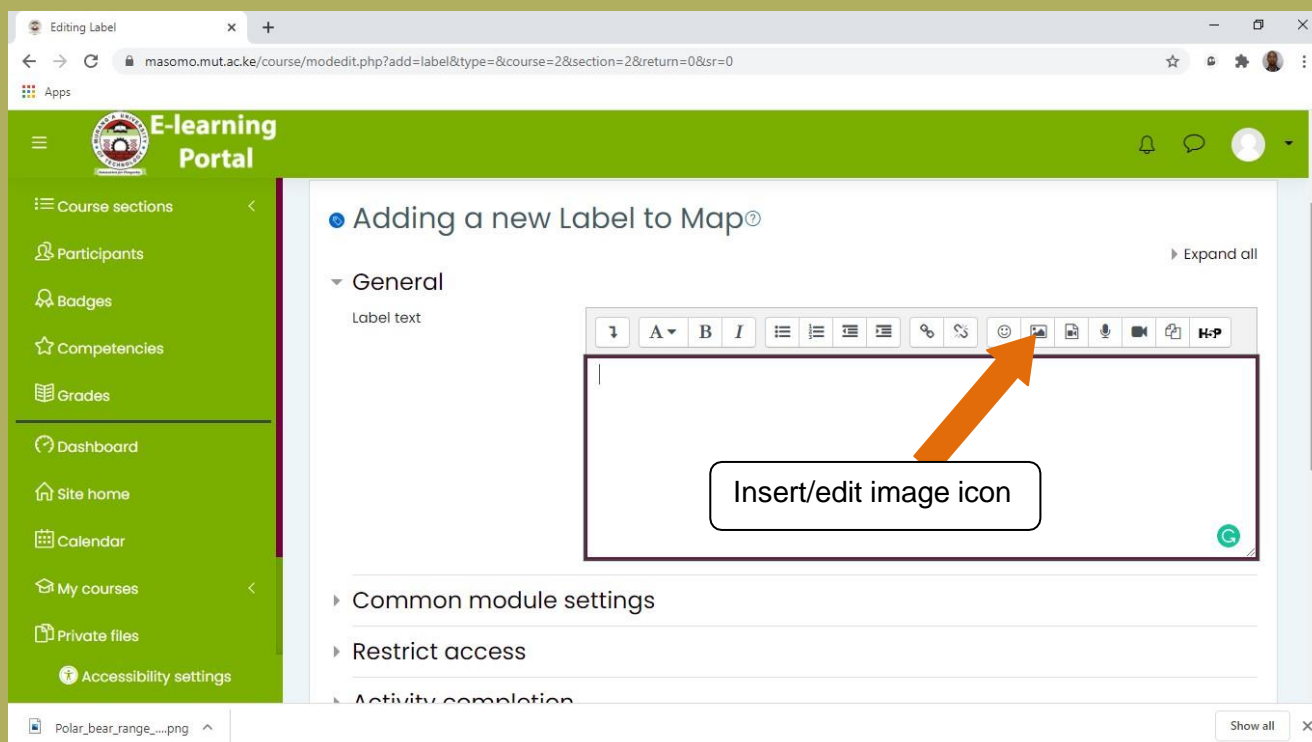 Editing Label
masomo.mut.ac.ke/course/modedit.php?add=label&type=&course=2&section=2&return=0&sr=0
Apps
E-learning
Portal
Course sections
Participants
Badges
Competencies
Grades
Dashboard
Site home
Calendar
My courses
Private files
Accessibility settings
Adding a new Label to Map
Expand all
General
Label text
A B I H-P
Insert/edit image icon
Common module settings
Restrict access
Activity completion
Polar_bear_range_....png
Show all